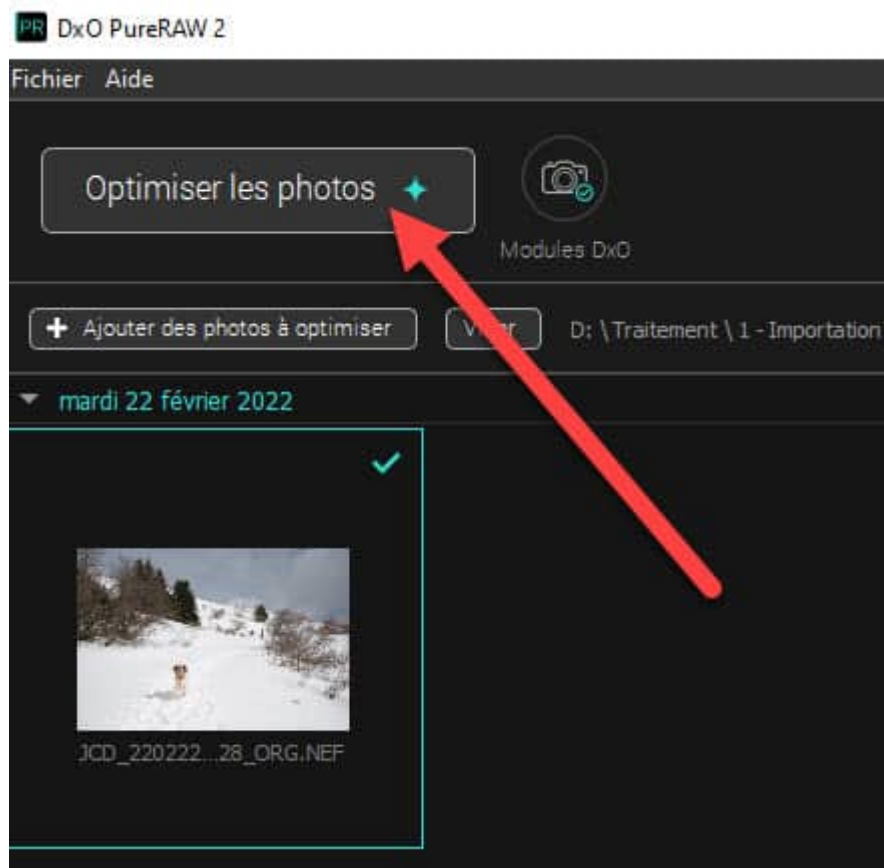 PR DxO PureRAW 2
Fichier Aide
Optimiser les photos
Modules DxO
+ Ajouter des photos à optimiser D: \ Traitement \ 1 - Importation
mardi 22 février 2022
JCD_220222...28_ORG.NEF